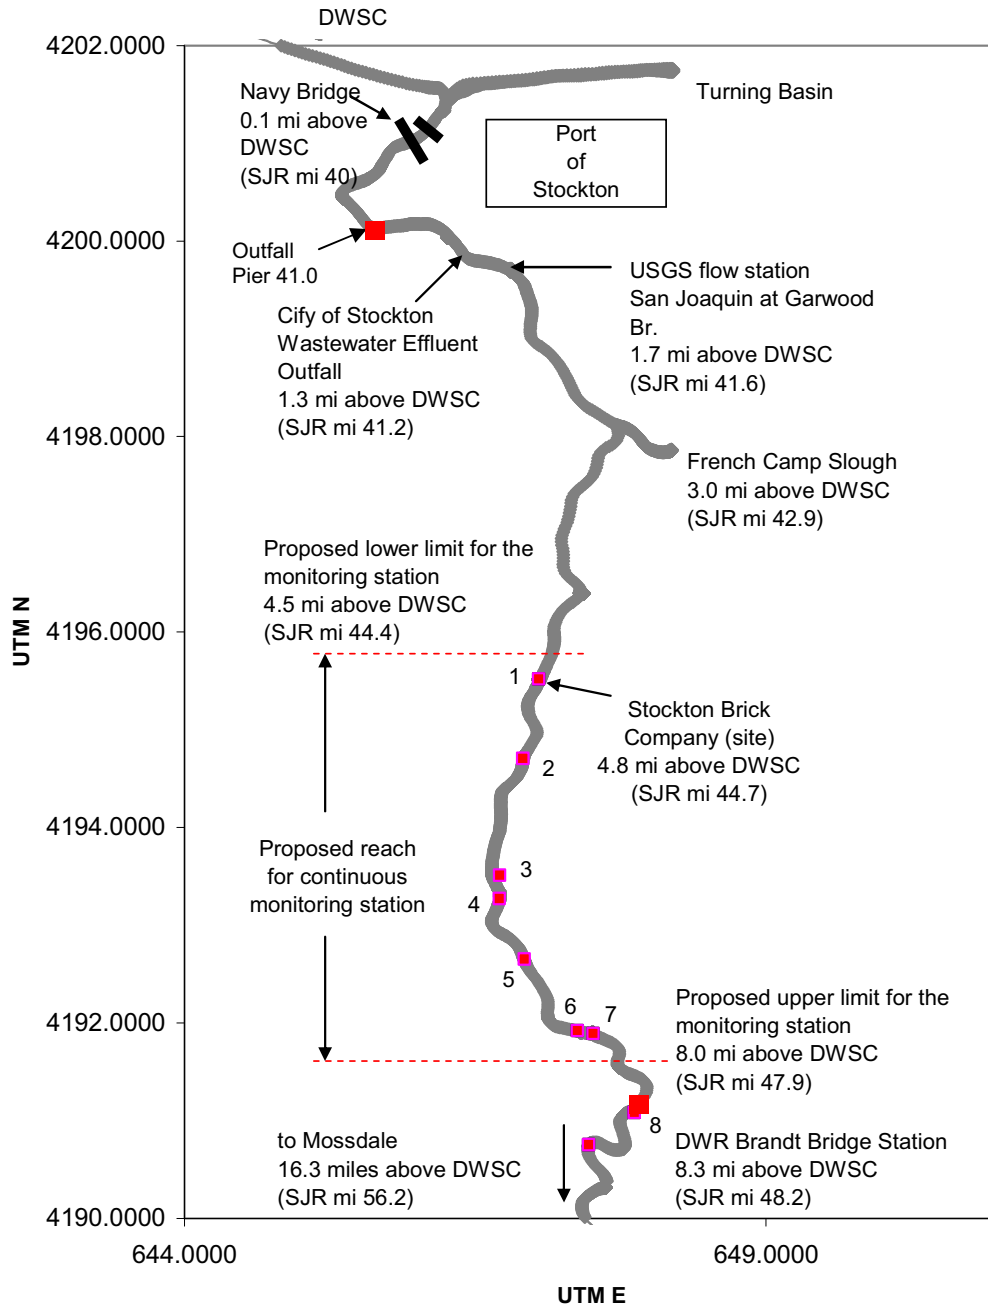 DWSC
4202.0000
Navy Bridge
0.1 mi above
DWSC
(SJR mi 40)
Turning Basin
Port
of
Stockton
4200.0000
Outfall
Pier 41.0
USGS flow station
San Joaquin at Garwood
Br.
1.7 mi above DWSC
(SJR mi 41.6)
Cify of Stockton
Wastewater Effluent
Outfall
1.3 mi above DWSC
(SJR mi 41.2)
4198.0000
French Camp Slough
3.0 mi above DWSC
(SJR mi 42.9)
Proposed lower limit for the
monitoring station
4.5 mi above DWSC
(SJR mi 44.4)
4196.0000
UTM N
1
Stockton Brick
Company (site)
4.8 mi above DWSC
(SJR mi 44.7)
2
4194.0000
Proposed reach
for continuous
monitoring station
3
4
5
6
7
4192.0000
Proposed upper limit for the
monitoring station
8.0 mi above DWSC
(SJR mi 47.9)
8
to Mossdale
16.3 miles above DWSC
(SJR mi 56.2)
DWR Brandt Bridge Station
8.3 mi above DWSC
(SJR mi 48.2)
4190.0000
644.0000
649.0000
UTM E